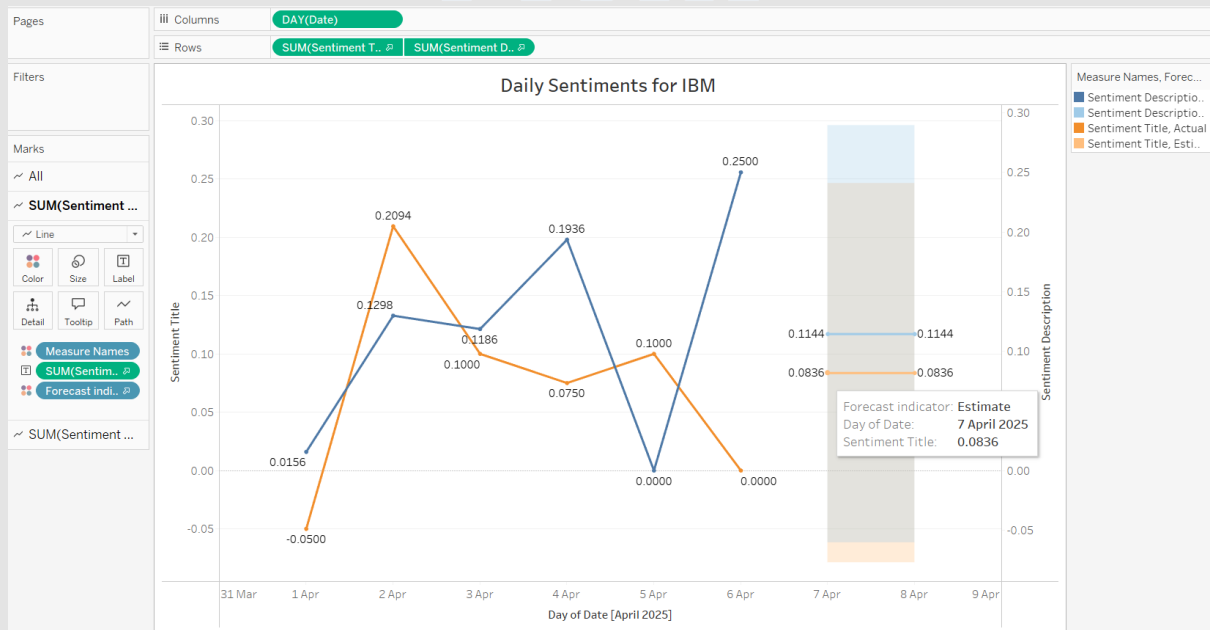 Pages
iii Columns
DAY(Date)
Rows
SUM(Sentiment T..
SUM(Sentiment D..
Filters
Marks
All
SUM(Sentiment ...
Line
Color
Size
Label
Detail
Tooltip
Path
Measure Names
SUM(Sentim..
Forecast indi..
SUM(Sentiment ...
Daily Sentiments for IBM
Sentiment Title
0.30
0.25
0.20
0.15
0.10
0.05
0.00
-0.05
0.2500
0.2094
0.1936
0.1298
0.1186
0.1000
0.1000
0.0750
0.0156
0.0000
0.0000
-0.0500
0.1144
0.1144
0.0836
0.0836
Forecast indicator: Estimate
Day of Date: 7 April 2025
Sentiment Title: 0.0836
0.30
0.25
0.20
0.15
0.10
0.00
-0.05
Sentiment Description
31 Mar
1 Apr
2 Apr
3 Apr
4 Apr
5 Apr
6 Apr
7 Apr
8 Apr
9 Apr
Day of Date [April 2025]
Measure Names, Forec...
Sentiment Descriptio..
Sentiment Descriptio..
Sentiment Title, Actual
Sentiment Title, Esti..